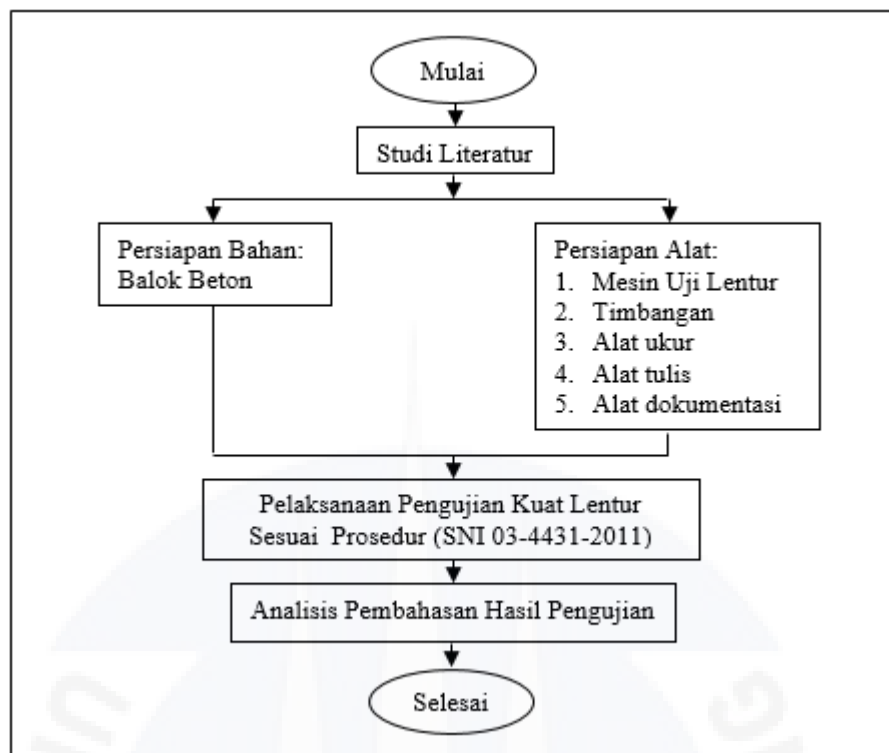 Mulai
Studi Literatur
Persiapan Bahan:
Balok Beton
Persiapan Alat:
1. Mesin Uji Lentur
2. Timbangan
3. Alat ukur
4. Alat tulis
5. Alat dokumentasi
Pelaksanaan Pengujian Kuat Lentur
Sesuai Prosedur (SNI 03-4431-2011)
Analisis Pembahasan Hasil Pengujian
Selesai